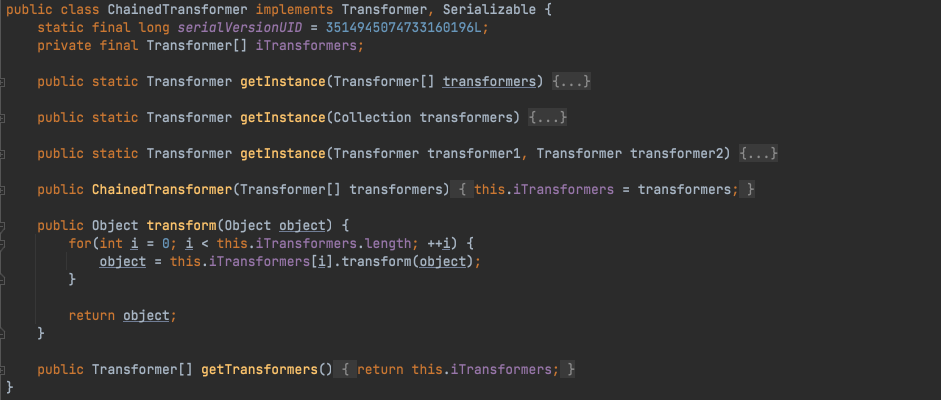 public class ChainedTransformer implements Transformer, Serializable {
    static final long serialVersionUID = 3514945074733160196L;
    private final Transformer[] iTransformers;

    public static Transformer getInstance(Transformer[] transformers) {...}

    public static Transformer getInstance(Collection transformers) {...}

    public static Transformer getInstance(Transformer transformer1, Transformer transformer2) {...}

    public ChainedTransformer(Transformer[] transformers) { this.iTransformers = transformers; }

    public Object transform(Object object) {
        for(int i = 0; i < this.iTransformers.length; ++i) {
            object = this.iTransformers[i].transform(object);
        }

        return object;
    }

    public Transformer[] getTransformers() { return this.iTransformers; }
}